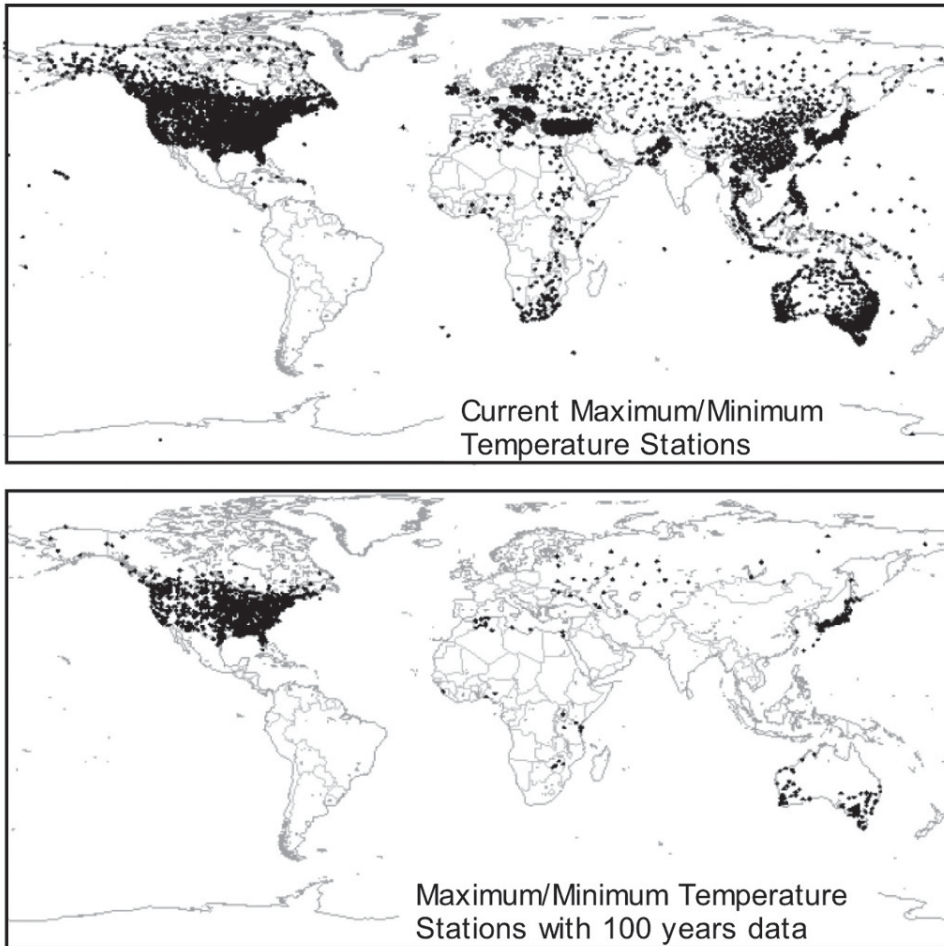 Current Maximum/Minimum
Temperature Stations
Maximum/Minimum Temperature
Stations with 100 years data